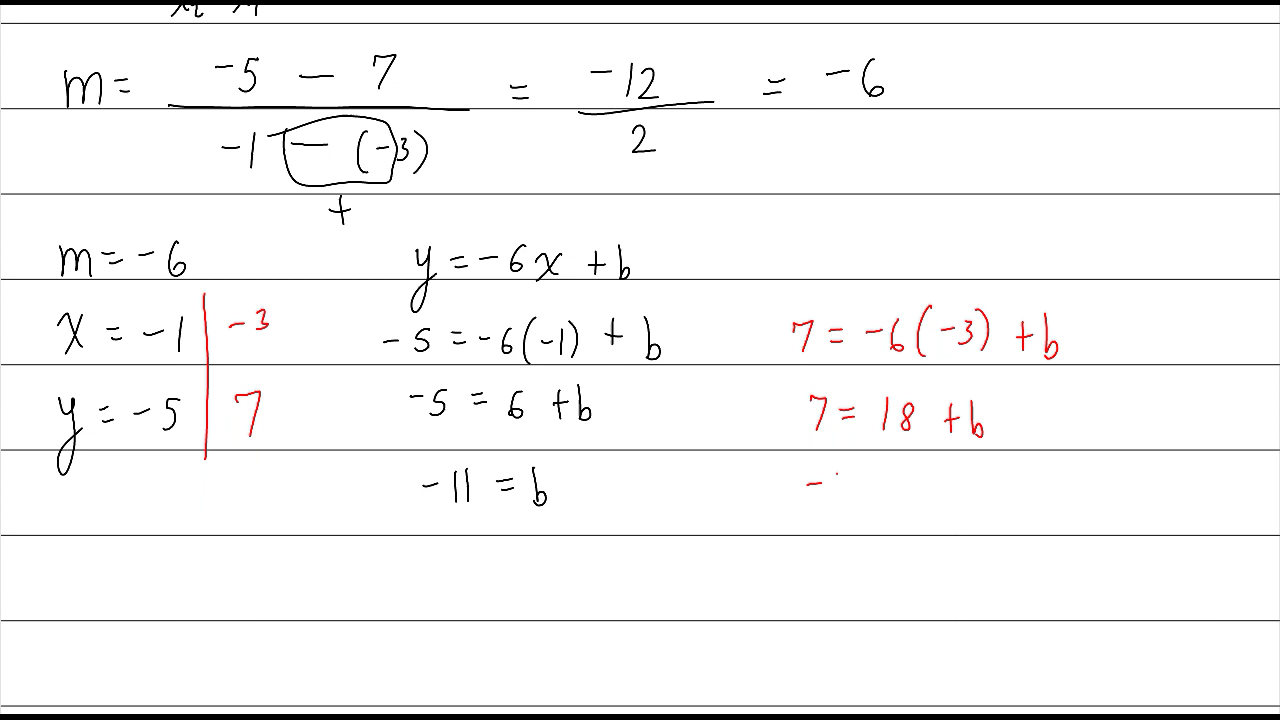 m = -5 - 7 / -1 - (-3) = -12 / 2 = -6
+
m = -6
y = -6x + b
x = -1 | -3
-5 = -6(-1) + b
7 = -6(-3) + b
y = -5 | 7
-5 = 6 + b
7 = 18 + b
-11 = b
-